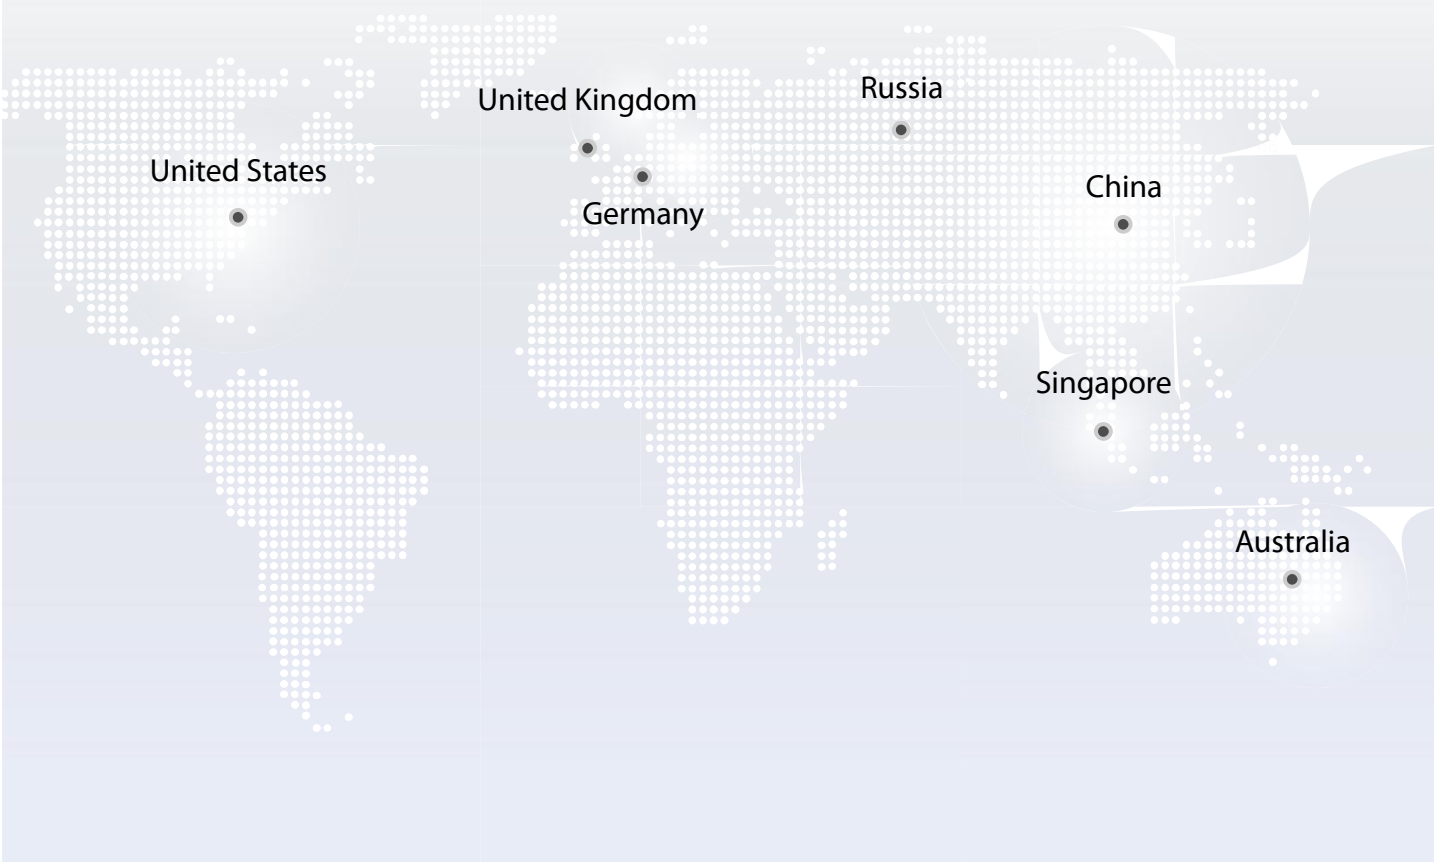 Russia
United Kingdom
United States
China
Germany
Singapore
Australia